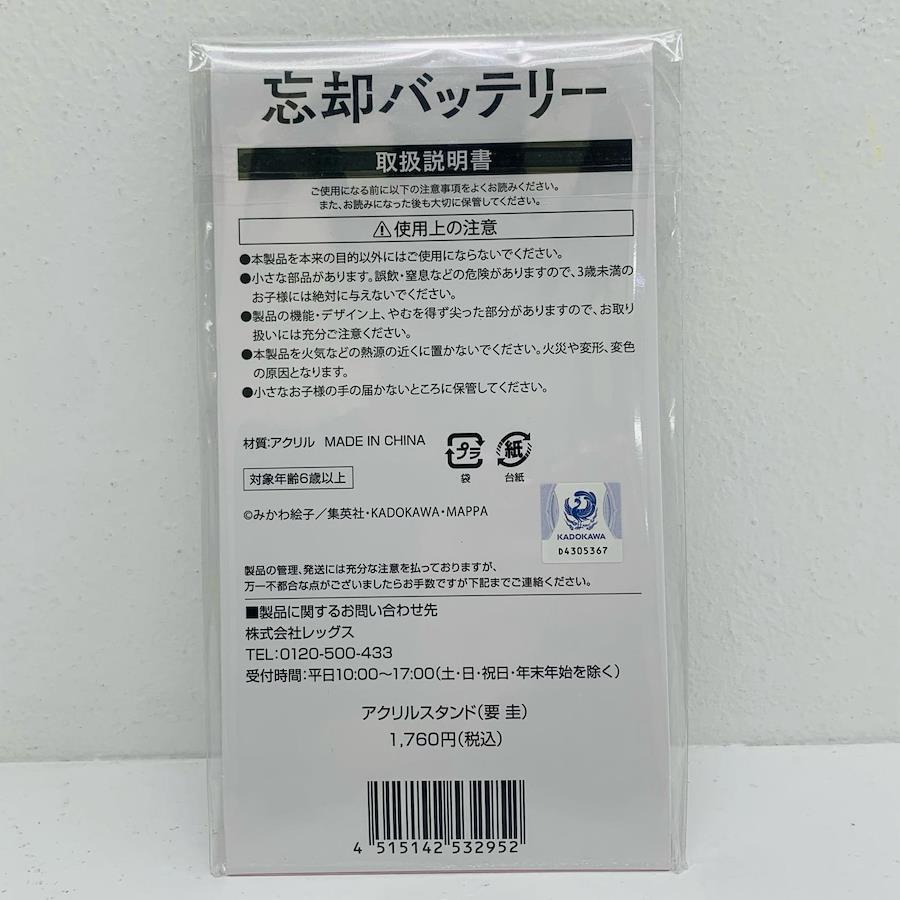 忘却バッテリー
取扱説明書
ご使用になる前に以下の注意事項をよくお読みください。
また、お読みになった後も大切に保管してください。
⚠使用上の注意
●本製品を本来の目的以外にはご使用にならないでください。
●小さな部品があります。誤飲・窒息などの危険がありますので、3歳未満の
お子様には絶対に与えないでください。
●製品の機能・デザイン上、やむを得ず尖った部分がありますので、お取り
扱いには充分ご注意ください。
●本製品を火気などの熱源の近くに置かないでください。火災や変形、変色
の原因となります。
●小さなお子様の手の届かないところに保管してください。
材質:アクリル MADE IN CHINA
プラ
袋
紙
台紙
対象年齢6歳以上
©みかわ絵子／集英社・KADOKAWA・MAPPA
KADOKAWA
D4305367
製品の管理、発送には充分な注意を払っておりますが、
万一不都合な点がございましたらお手数ですが下記までご連絡ください。
■製品に関するお問い合わせ先
株式会社レッグス
TEL:0120-500-433
受付時間:平日10:00～17:00(土・日・祝日・年末年始を除く)
アクリルスタンド(要 圭)
1,760円(税込)
4 515142 532952